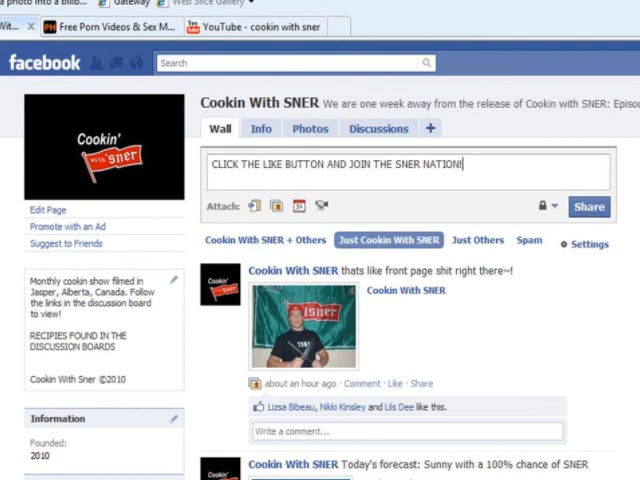 a photo into a billb...
Gateway
Web Slice Gallery
Wit...
Free Porn Videos & Sex M...
YouTube - cookin with sner
facebook
Search
Cookin With SNER We are one week away from the release of Cookin with SNER: Episo
Wall
Info
Photos
Discussions
+
Cookin'
with 'sner
CLICK THE LIKE BUTTON AND JOIN THE SNER NATION!
Attach:
31
Share
Edit Page
Promote with an Ad
Suggest to Friends
Cookin With SNER + Others
Just Cookin With SNER
Just Others
Spam
Settings
Monthly cookin show filmed in
Jasper, Alberta, Canada. Follow
the links in the discussion board
to view!
RECIPIES FOUND IN THE
DISCUSSION BOARDS
Cookin With Sner ©2010
Cookin With SNER thats like front page shit right there~!
Cookin With SNER
about an hour ago · Comment · Like · Share
Lizsa Bibeau, Nikki Kinsley and Lils Dee like this.
Write a comment...
Information
Founded:
2010
Cookin With SNER Today's forecast: Sunny with a 100% chance of SNER